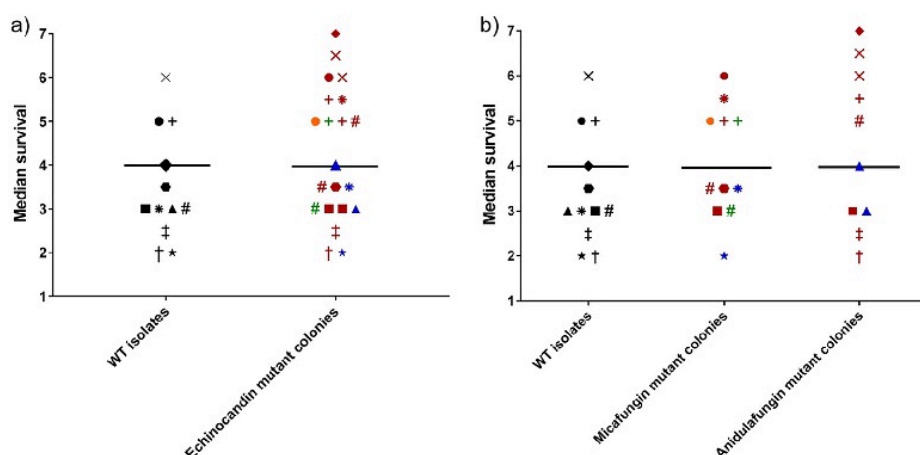 a)
Median survival
7
6
5
4
3
2
1
WT isolates
Echinocandin mutant colonies
b)
Median survival
7
6
5
4
3
2
1
WT isolates
Micafungin mutant colonies
Anidulafungin mutant colonies